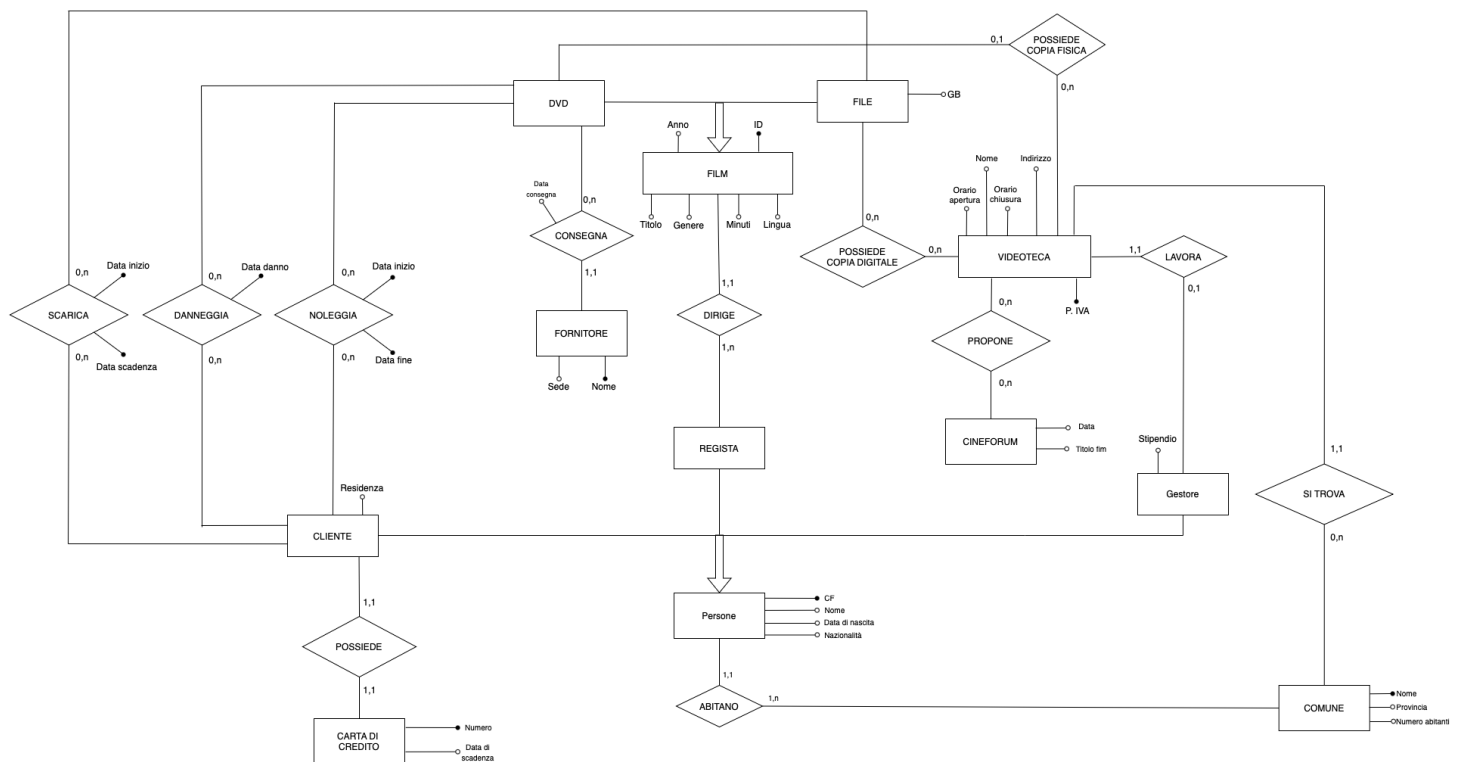 0,1
POSSIEDE
COPIA FISICA
0,n
DVD
FILE
GB
Anno
ID
FILM
Titolo
Genere
Minuti
Lingua
Data
consegna
0,n
CONSEGNA
1,1
FORNITORE
Sede
Nome
0,n
POSSIEDE
COPIA DIGITALE
0,n
Nome
Indirizzo
Orario
apertura
Orario
chiusura
VIDEOTECA
P. IVA
1,1
LAVORA
0,1
0,n
PROPONE
0,n
CINEFORUM
Data
Titolo fim
Stipendio
Gestore
1,1
SI TROVA
0,n
Data inizio
0,n
SCARICA
0,n
Data scadenza
Data danno
0,n
DANNEGGIA
0,n
Data inizio
0,n
NOLEGGIA
0,n
Data fine
1,1
DIRIGE
1,n
REGISTA
Residenza
CLIENTE
1,1
POSSIEDE
1,1
CARTA DI
CREDITO
Numero
Data di
scadenza
Persone
CF
Nome
Data di nascita
Nazionalità
1,1
ABITANO
1,n
COMUNE
Nome
Provincia
Numero abitanti